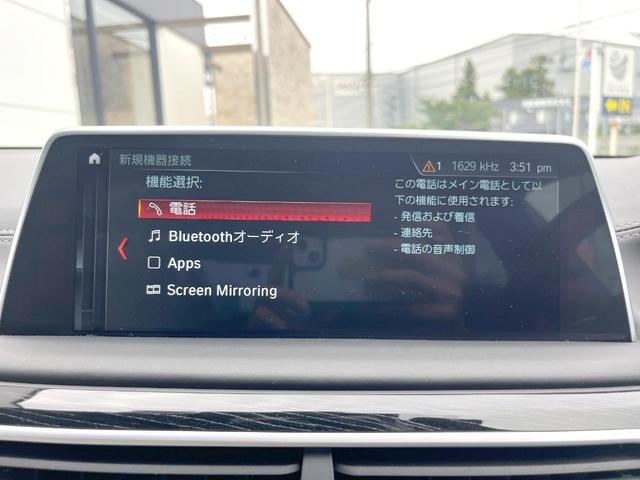 新規機器接続
1 1629 kHz 3:51 pm
機能選択:
電話
Bluetoothオーディオ
Apps
Screen Mirroring
この電話はメイン電話として以
下の機能に使用されます:
- 発信および着信
- 連絡先
- 電話の音声制御
IN